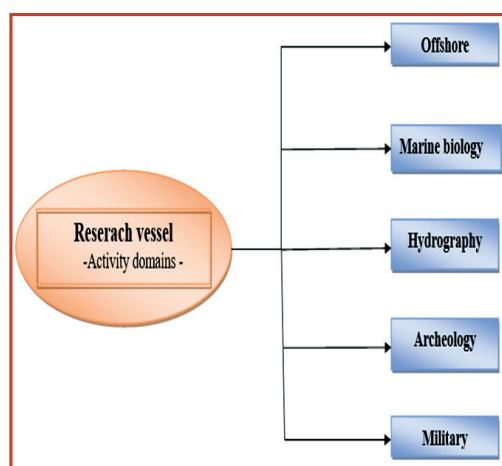 Offshore
Marine biology
Reserach vessel
-Activity domains -
Hydrography
Archeology
Military